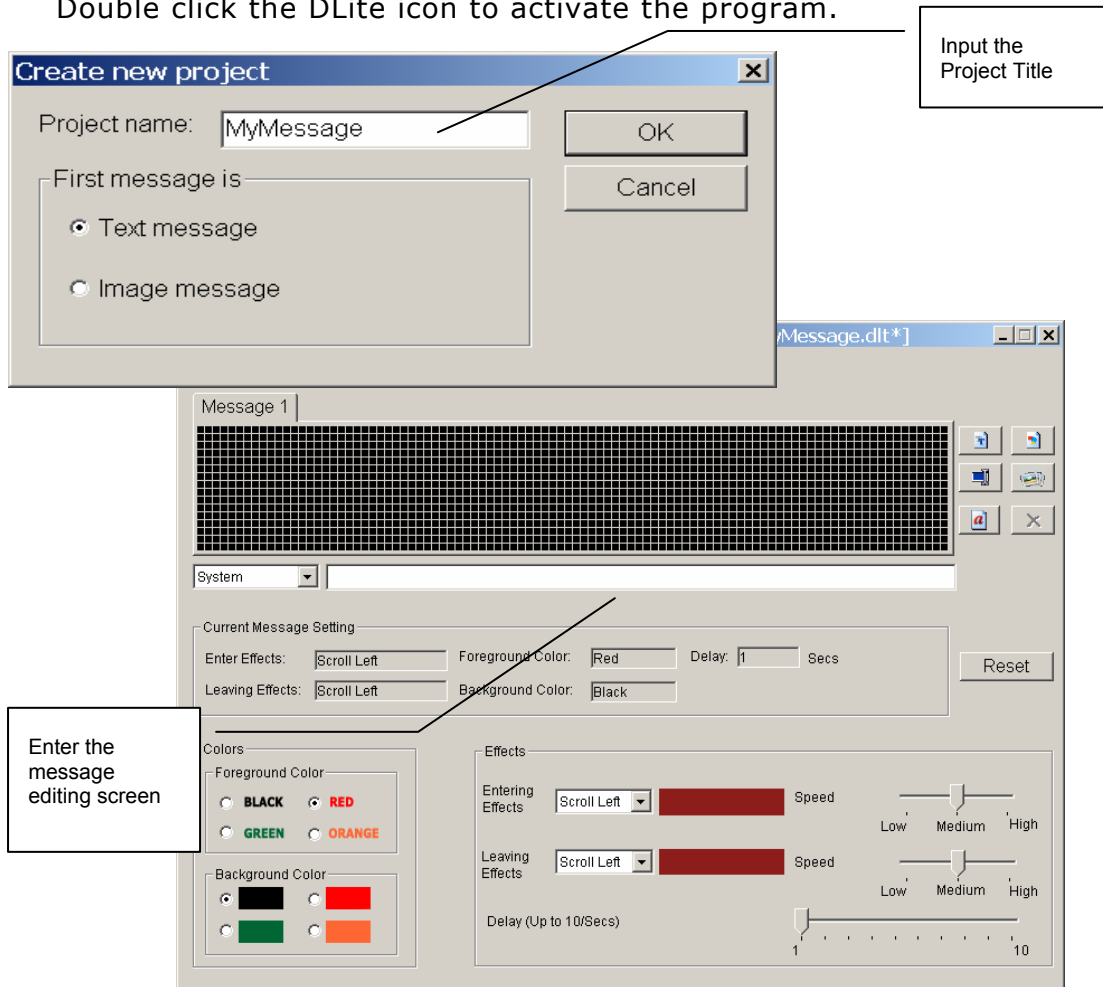 Double click the DLite icon to activate the program.
Input the
Project Title
Create new project
Project name: MyMessage
OK
Cancel
First message is
Text message
Image message
Message.dlt*]
Message 1
System
Current Message Setting
Enter Effects: Scroll Left Foreground Color: Red Delay: 1 Secs
Leaving Effects: Scroll Left Background Color: Black
Reset
Enter the
message
editing screen
Colors
Foreground Color
BLACK RED
GREEN ORANGE
Background Color
Effects
Entering
Effects
Scroll Left
Speed
Low Medium High
Leaving
Effects
Scroll Left
Speed
Low Medium High
Delay (Up to 10/Secs)
1 10